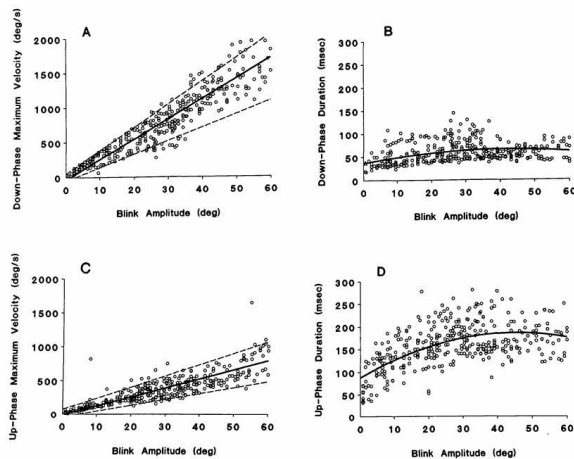 A
Down-Phase Maximum Velocity (deg/s)
2000
1500
1000
500
0
0 10 20 30 40 50 60
Blink Amplitude (deg)
B
Down-Phase Duration (msec)
300
250
200
150
100
50
0
0 10 20 30 40 50 60
Blink Amplitude (deg)
C
Up-Phase Maximum Velocity (deg/s)
2000
1500
1000
500
0
0 10 20 30 40 50 60
Blink Amplitude (deg)
D
Up-Phase Duration (msec)
300
250
200
150
100
50
0
0 10 20 30 40 50 60
Blink Amplitude (deg)